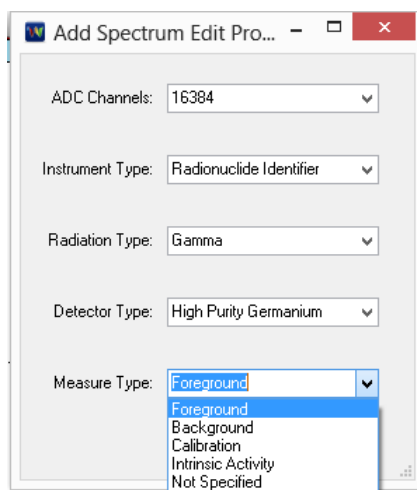 Add Spectrum Edit Pro...
ADC Channels: 16384
Instrument Type: Radionuclide Identifier
Radiation Type: Gamma
Detector Type: High Purity Germanium
Measure Type: Foreground
Foreground
Background
Calibration
Intrinsic Activity
Not Specified